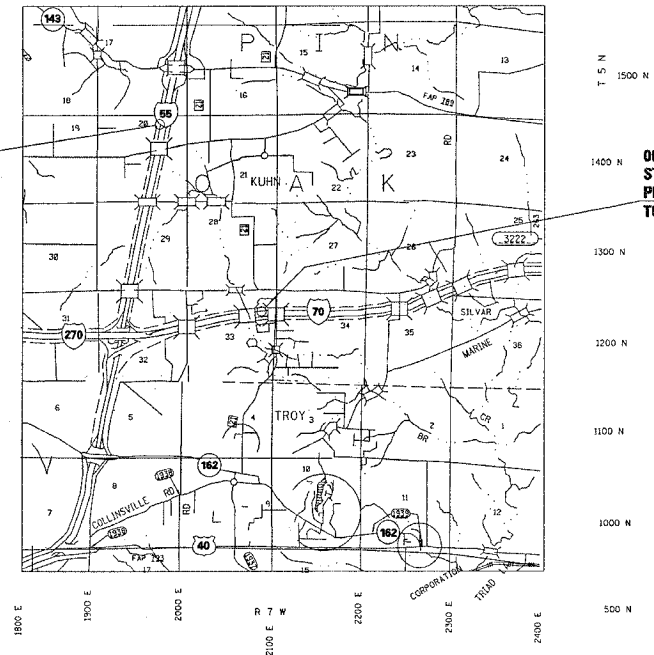 143
17
P I N
15
14
13
T 5 N
1500 N
21
18
16
FAP 189
55
21
19
20
RD
23
24
1400 N
KUHN
21
22
A K
28
25
3222
29
27
26
30
1300 N
31
270
33
70
34
35
SILVAR
36
1200 N
32
MARINE
6
5
4
TROY
3
2
1
CR
BR
1100 N
162
10
8
COLLINSVILLE RD
RD
9
11
7
L
12
162
1000 N
40
FAP 193
17
15
CORPORATION
TRIAD
1800 E
1900 E
2000 E
R 7 W
2100 E
2200 E
2300 E
2400 E
500 N